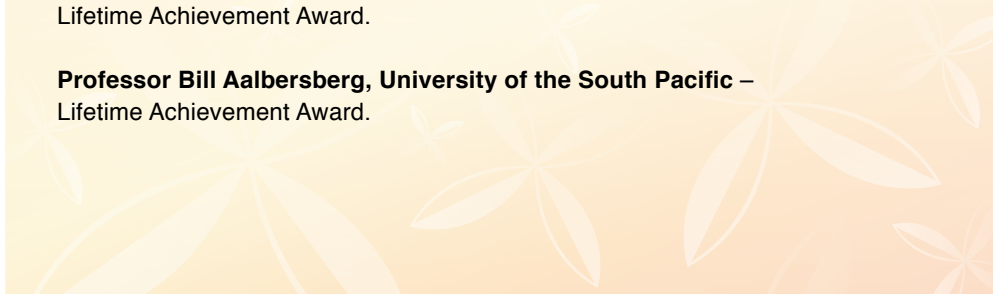 Lifetime Achievement Award.
Professor Bill Aalbersberg, University of the South Pacific –
Lifetime Achievement Award.